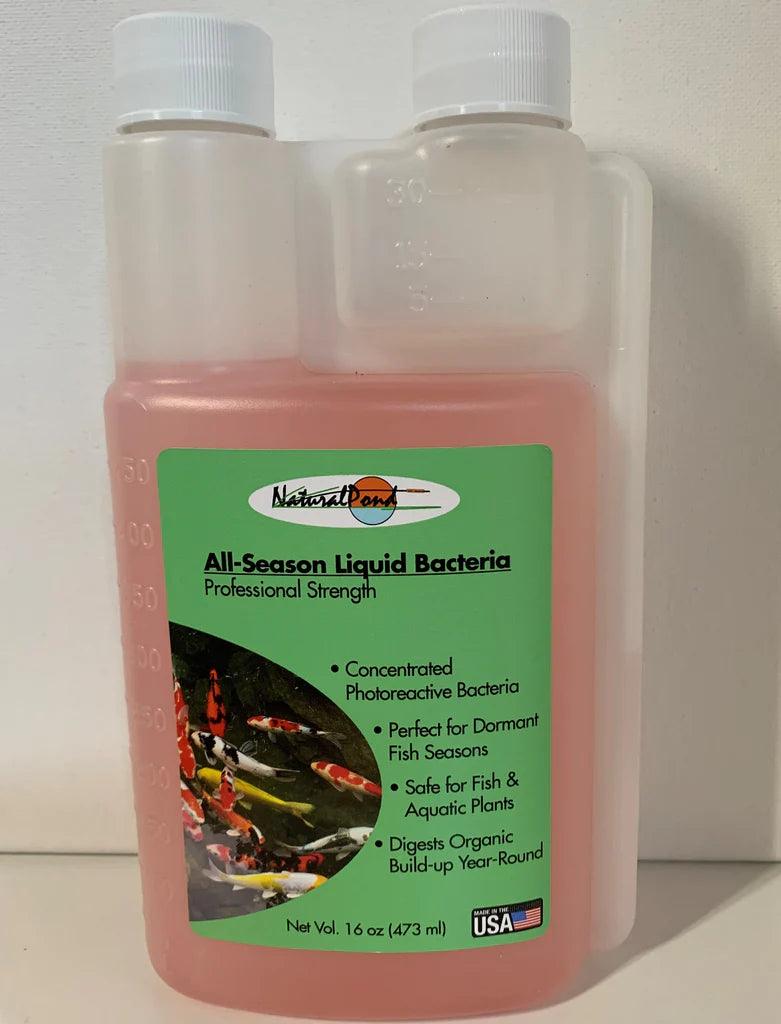 30
15
5
NaturalPond
All-Season Liquid Bacteria
Professional Strength
• Concentrated
Photoreactive Bacteria
• Perfect for Dormant
Fish Seasons
• Safe for Fish &
Aquatic Plants
• Digests Organic
Build-up Year-Round
Net Vol. 16 oz (473 ml)
MADE IN THE
USA